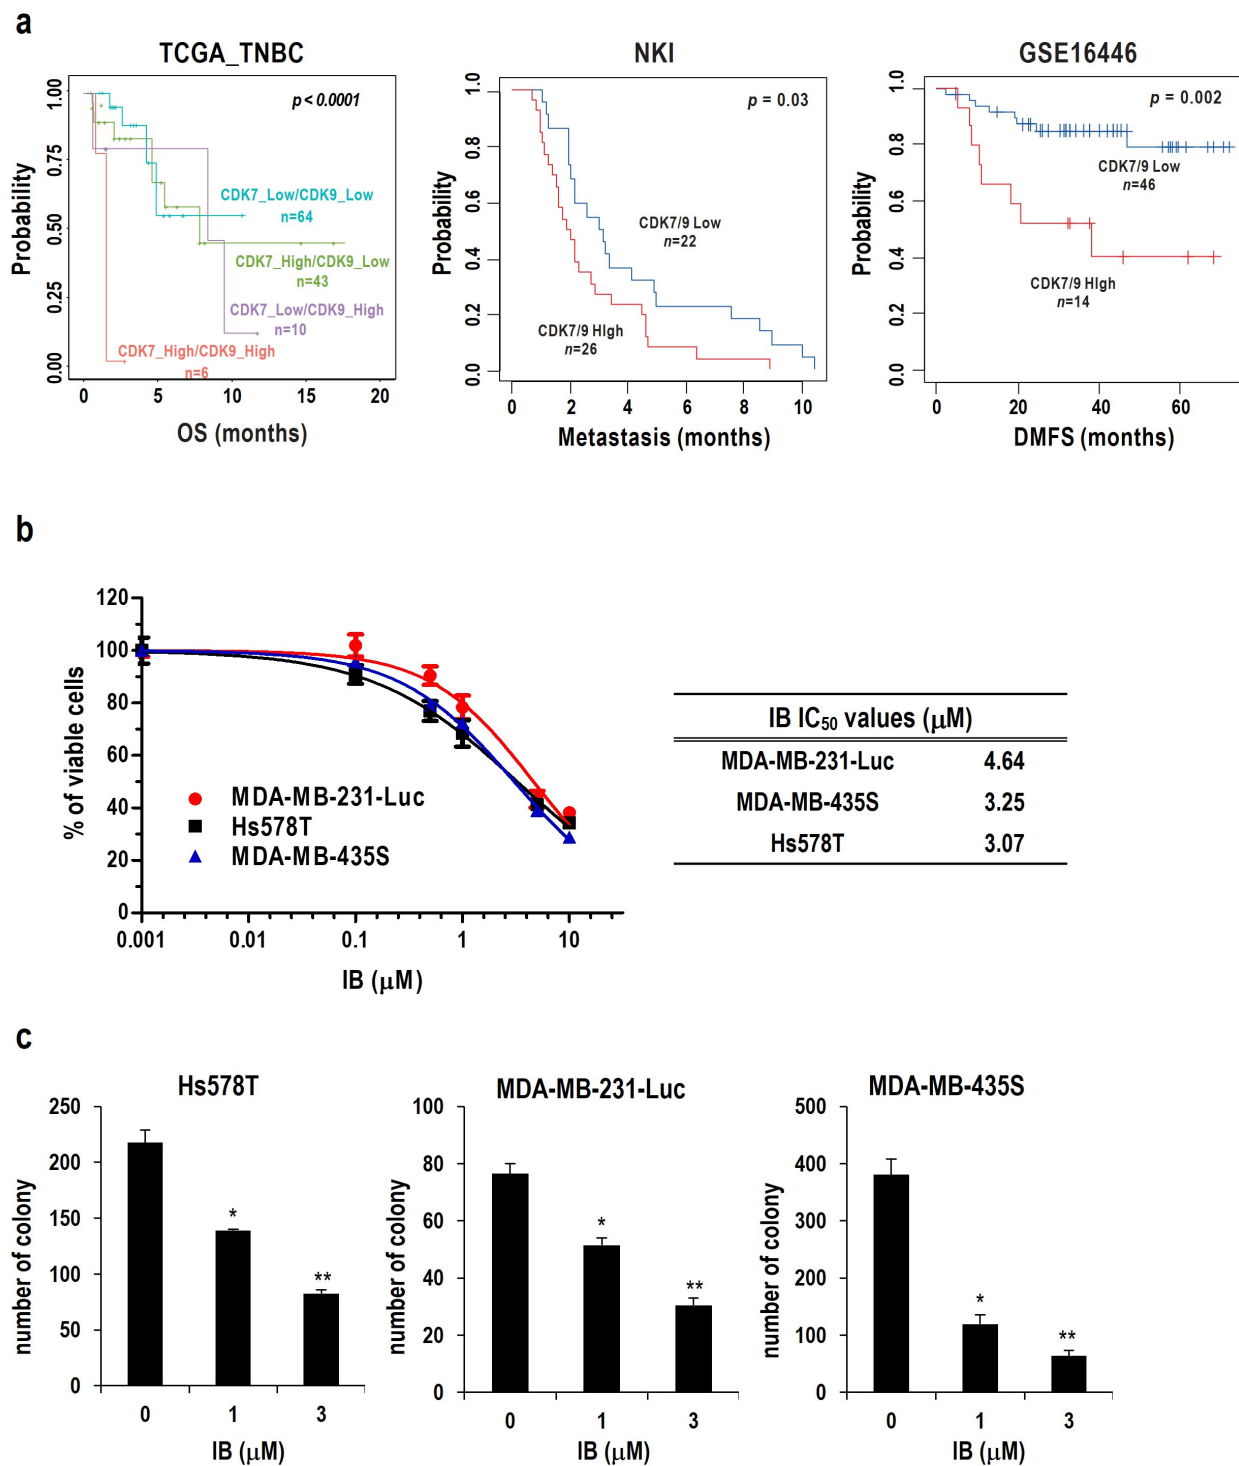 a
TCGA_TNBC
p < 0.0001
Probability
1.00
0.75
0.50
0.25
0.00
CDK7_Low/CDK9_Low
n=64
CDK7_High/CDK9_Low
n=43
CDK7_Low/CDK9_High
n=10
CDK7_High/CDK9_High
n=6
0 5 10 15 20
OS (months)
NKI
p = 0.03
Probability
1.0
0.8
0.6
0.4
0.2
0.0
CDK7/9 Low
n=22
CDK7/9 HIgh
n=26
0 2 4 6 8 10
Metastasis (months)
GSE16446
p = 0.002
Probability
1.0
0.8
0.6
0.4
0.2
0.0
CDK7/9 Low
n=46
CDK7/9 HIgh
n=14
0 20 40 60
DMFS (months)
b
% of viable cells
120
100
80
60
40
20
0
MDA-MB-231-Luc
Hs578T
MDA-MB-435S
0.001 0.01 0.1 1 10
IB (µM)
IB IC50 values (µM)
MDA-MB-231-Luc 4.64
MDA-MB-435S 3.25
Hs578T 3.07
c
Hs578T
number of colony
250
200
150
100
50
0
*
**
0 1 3
IB (µM)
MDA-MB-231-Luc
number of colony
100
80
60
40
20
0
*
**
0 1 3
IB (µM)
MDA-MB-435S
number of colony
500
400
300
200
100
0
*
**
0 1 3
IB (µM)